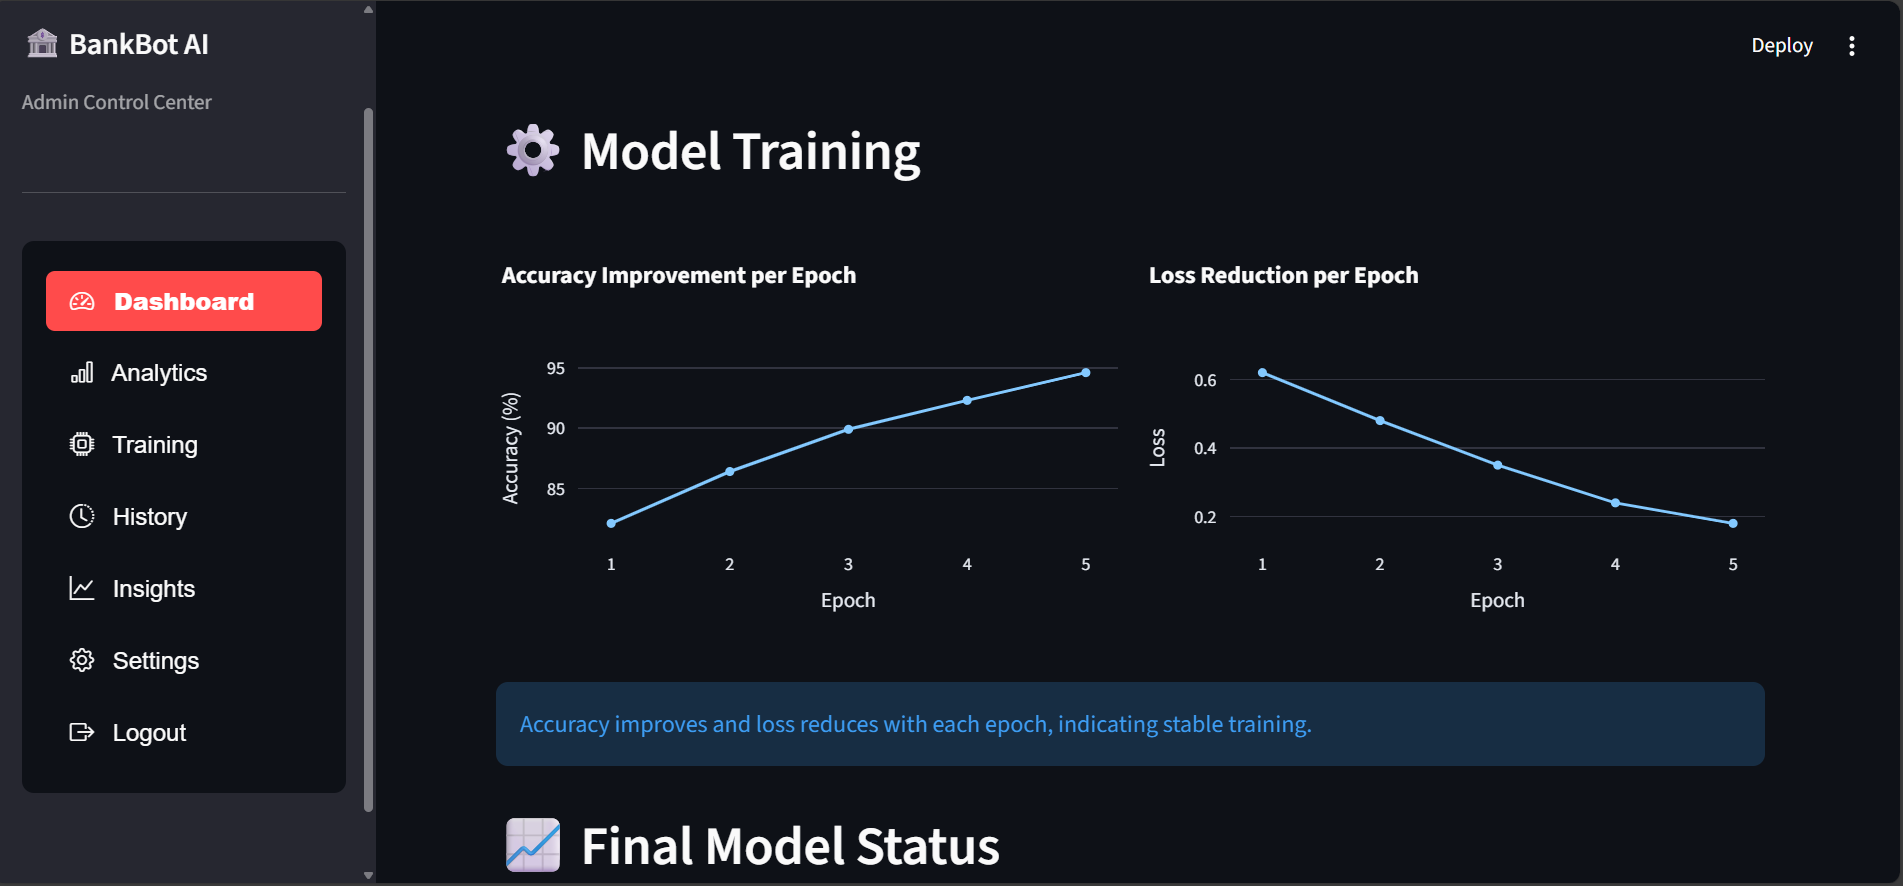 BankBot AI
Admin Control Center
Dashboard
Analytics
Training
History
Insights
Settings
Logout
Deploy
Model Training
Accuracy Improvement per Epoch
95
90
85
Accuracy (%)
1 2 3 4 5
Epoch
Loss Reduction per Epoch
0.6
0.4
0.2
Loss
1 2 3 4 5
Epoch
Accuracy improves and loss reduces with each epoch, indicating stable training.
Final Model Status